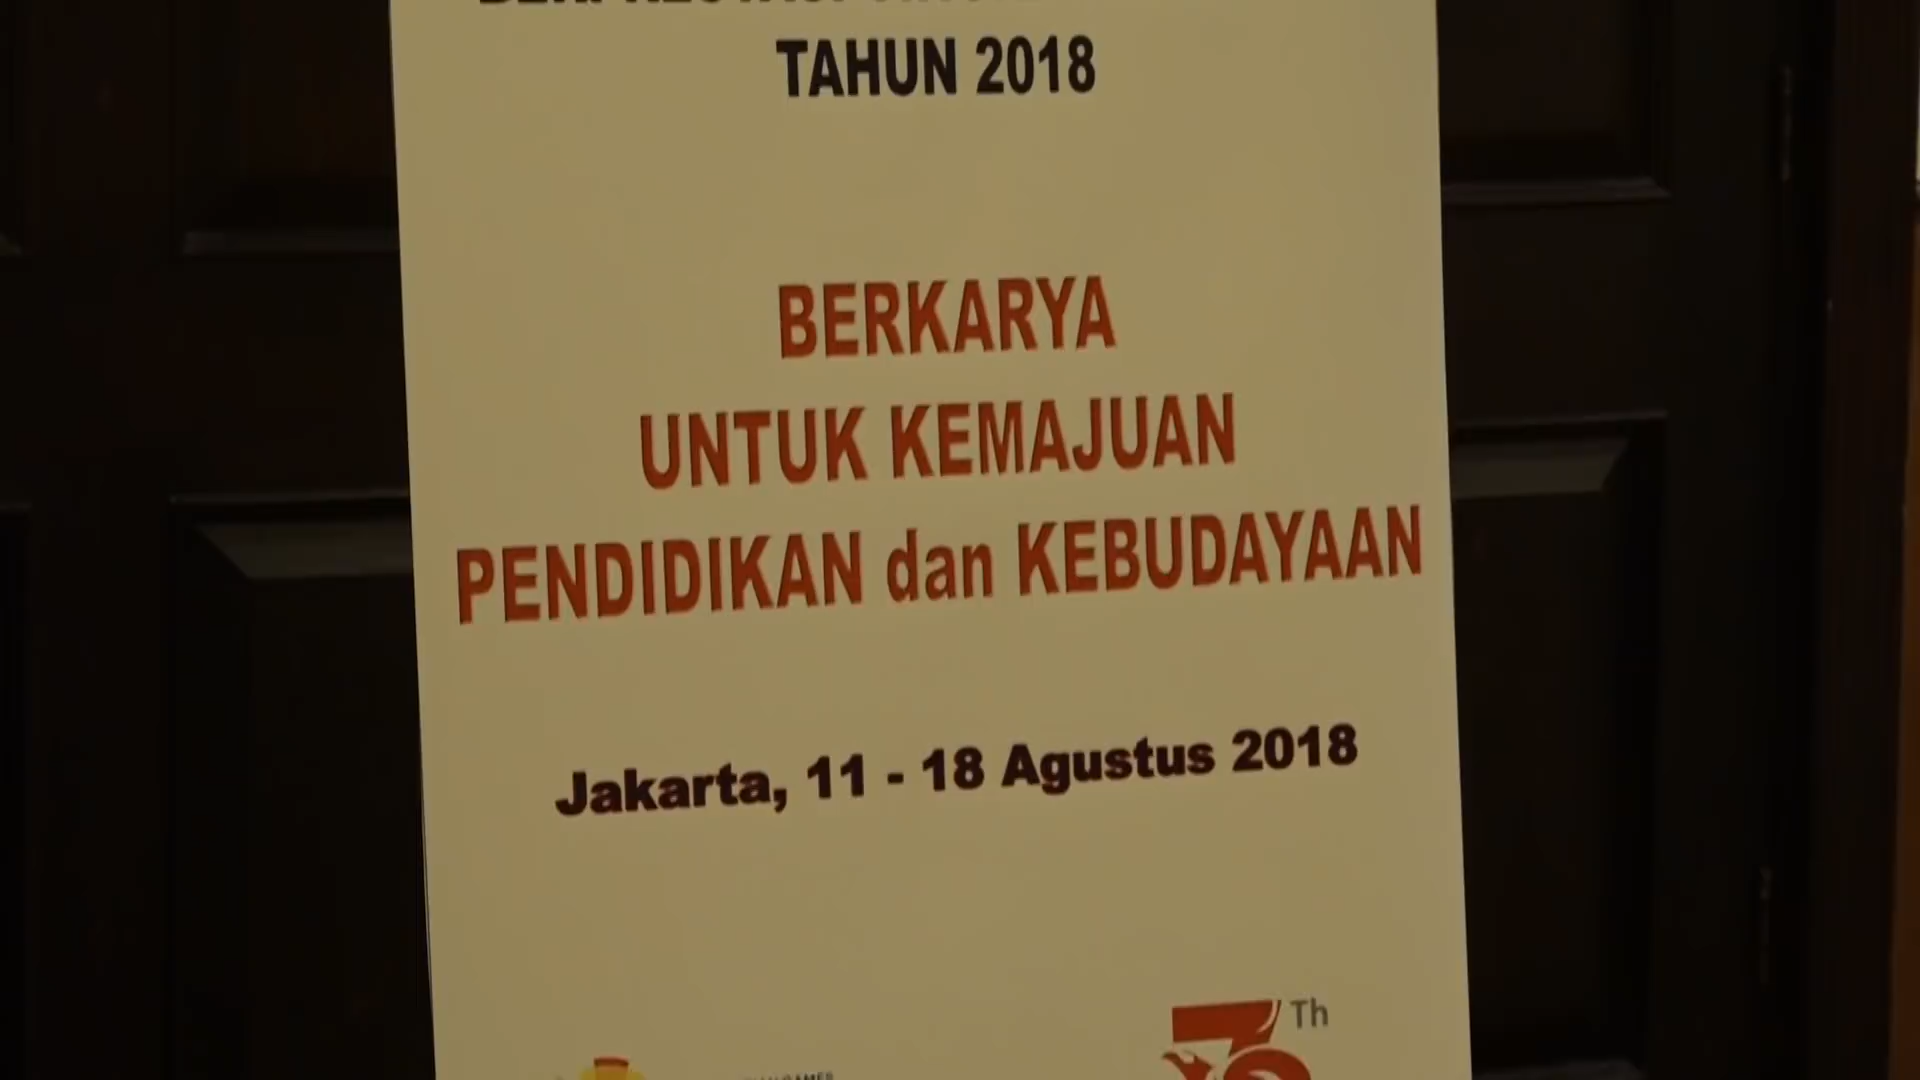 TAHUN 2018
BERKARYA
UNTUK KEMAJUAN
PENDIDIKAN dan KEBUDAYAAN
Jakarta, 11 - 18 Agustus 2018
Th